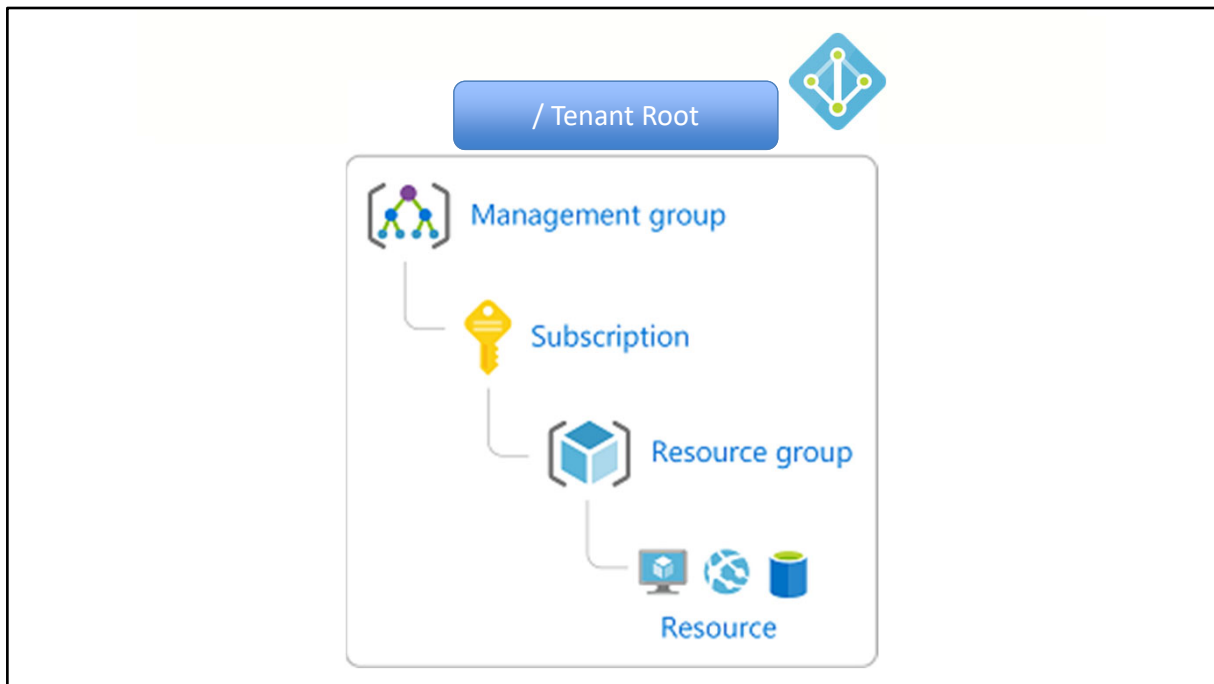 / Tenant Root
Management group
Subscription
Resource group
Resource